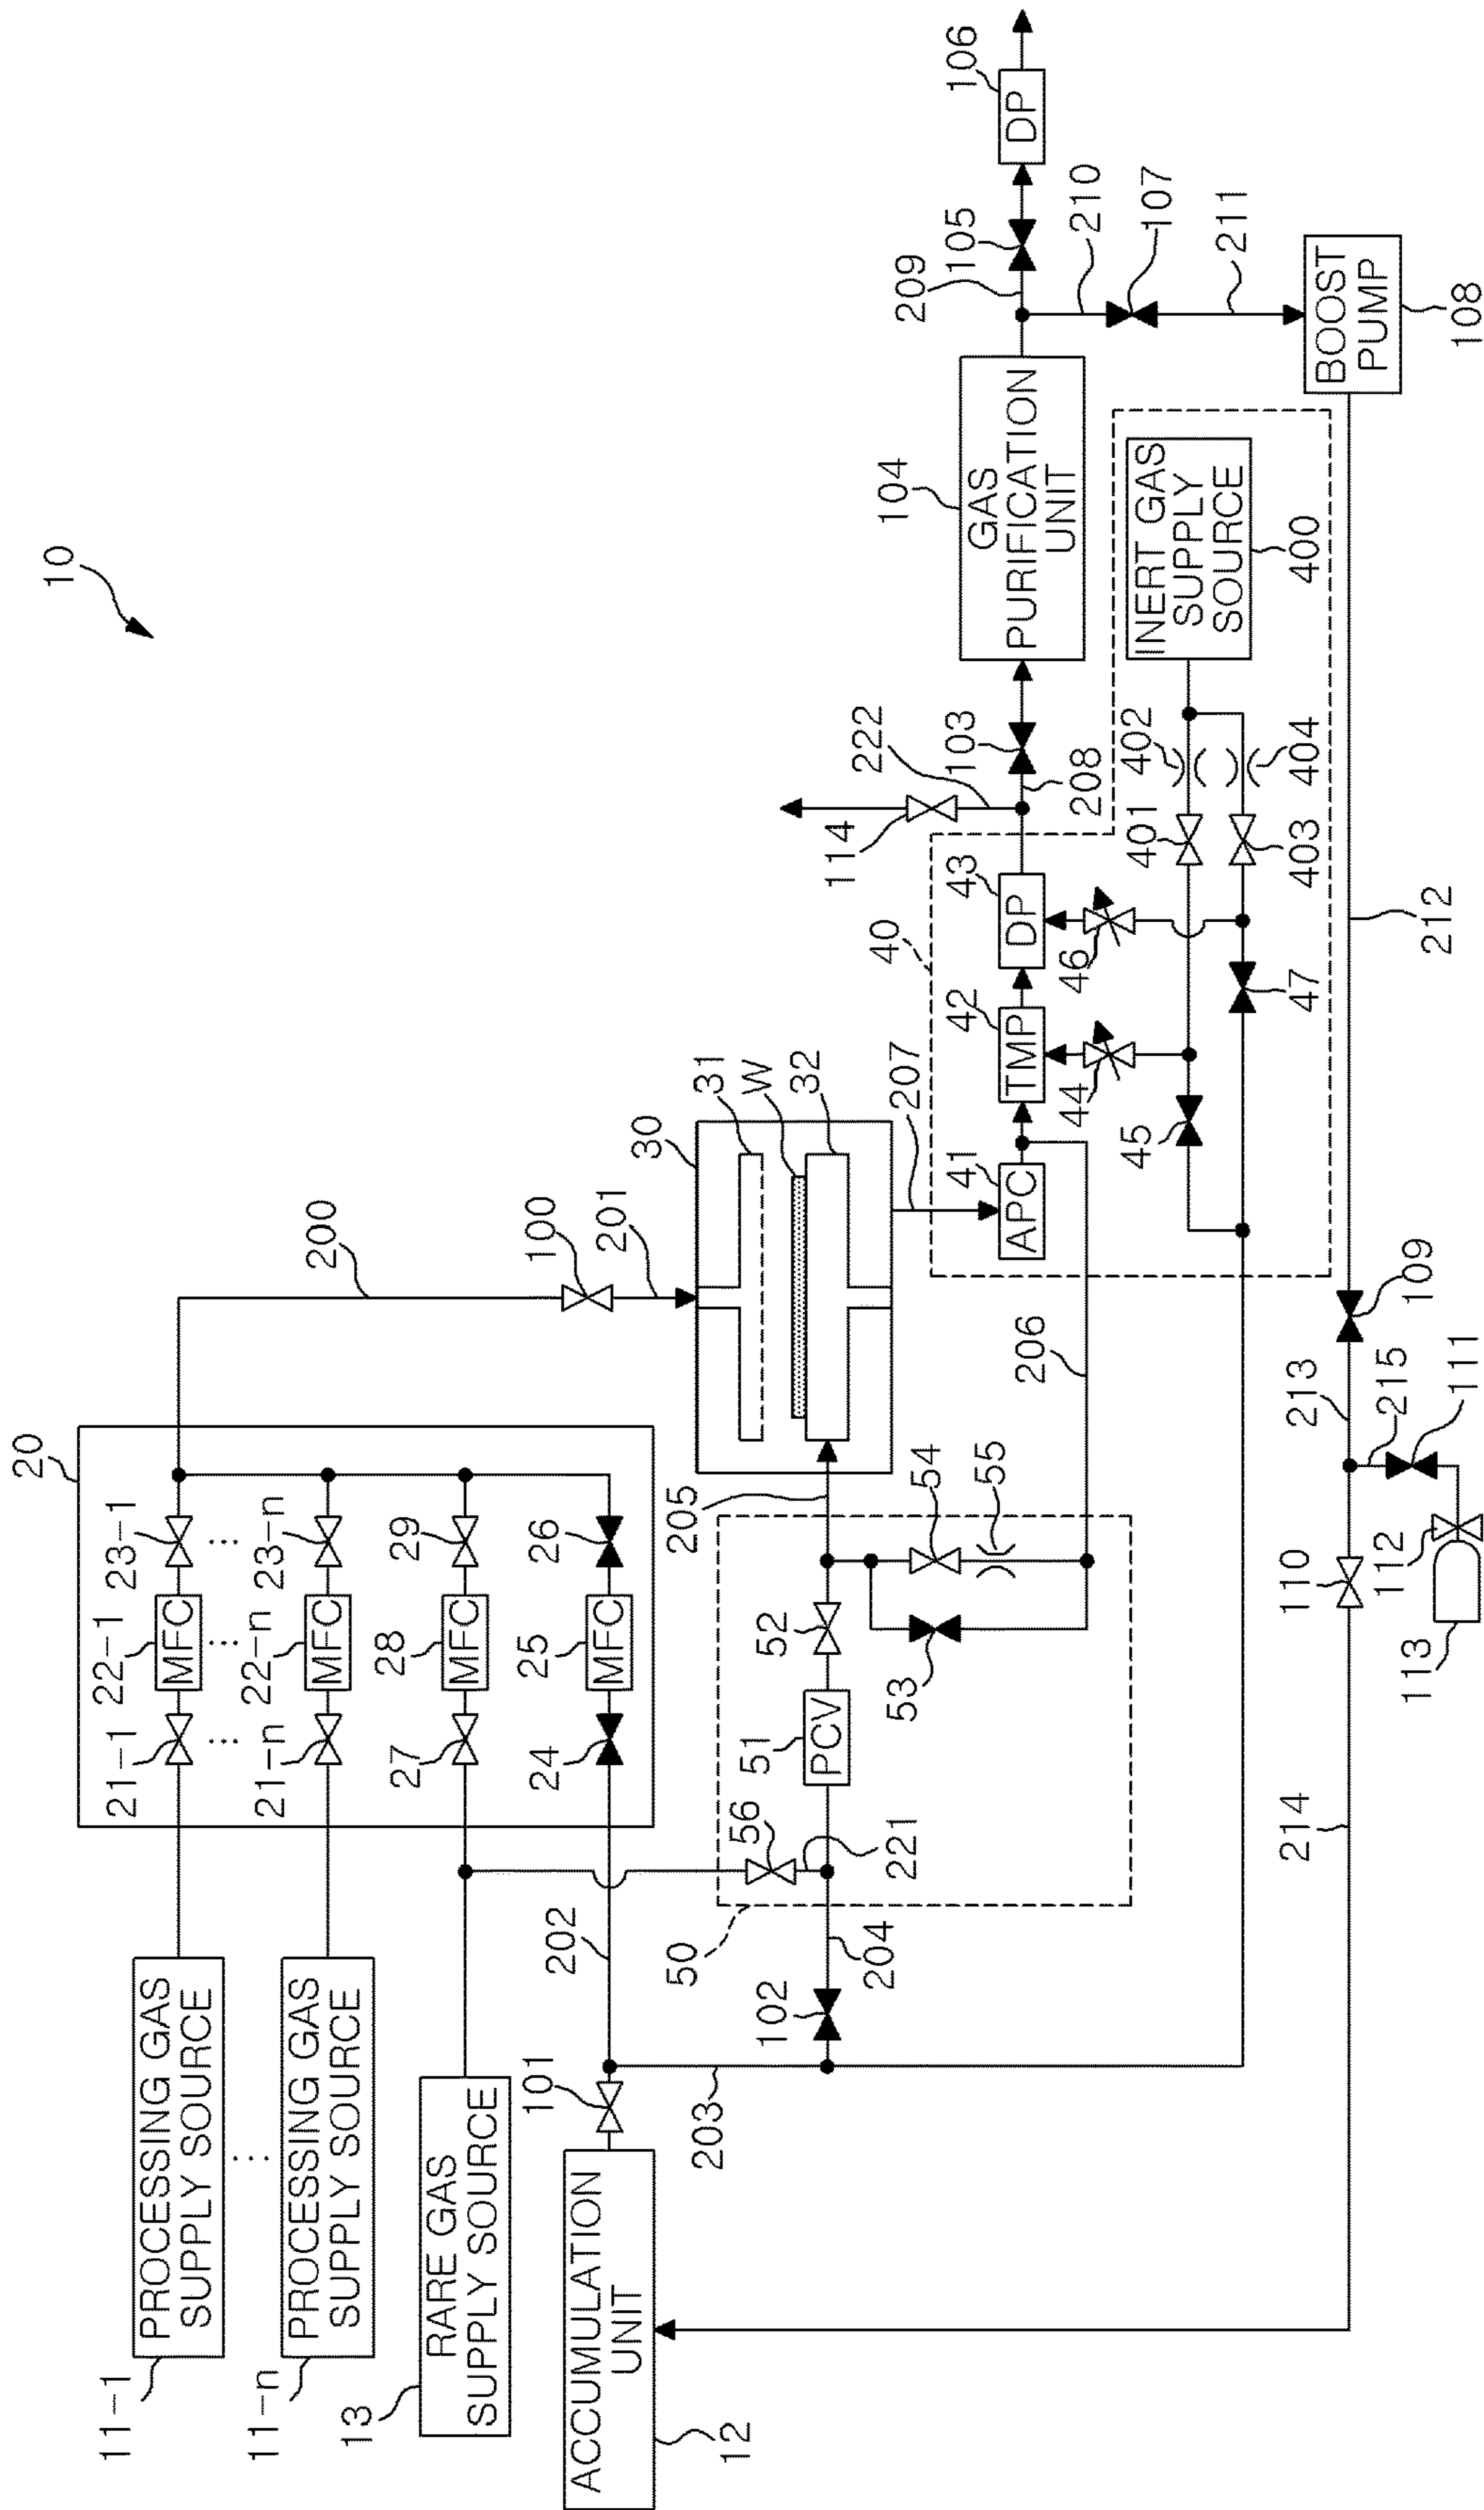 10
20
200
100
201
21-1
22-1
MFC
23-1
21-n
22-n
MFC
23-n
27
28
MFC
29
24
25
MFC
26
11-1
PROCESSING GAS
SUPPLY SOURCE
11-n
PROCESSING GAS
SUPPLY SOURCE
13
RARE GAS
SUPPLY SOURCE
12
ACCUMULATION
UNIT
101
202
203
102
204
50
56
221
51
PCV
52
53
54
55
205
206
30
31
W
32
207
40
41
APC
42
TMP
43
DP
44
45
46
47
401
402
403
404
INERT GAS
SUPPLY
SOURCE
400
114
222
103
208
104
GAS
PURIFICATION
UNIT
209
105
106
DP
210
107
211
BOOST
PUMP
108
212
109
213
215
111
110
112
113
214